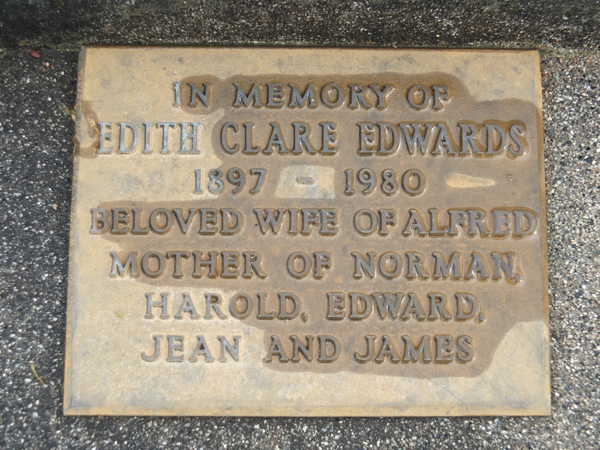 IN MEMORY OF
EDITH CLARE EDWARDS
1897 - 1980
BELOVED WIFE OF ALFRED
MOTHER OF NORMAN,
HAROLD, EDWARD,
JEAN AND JAMES